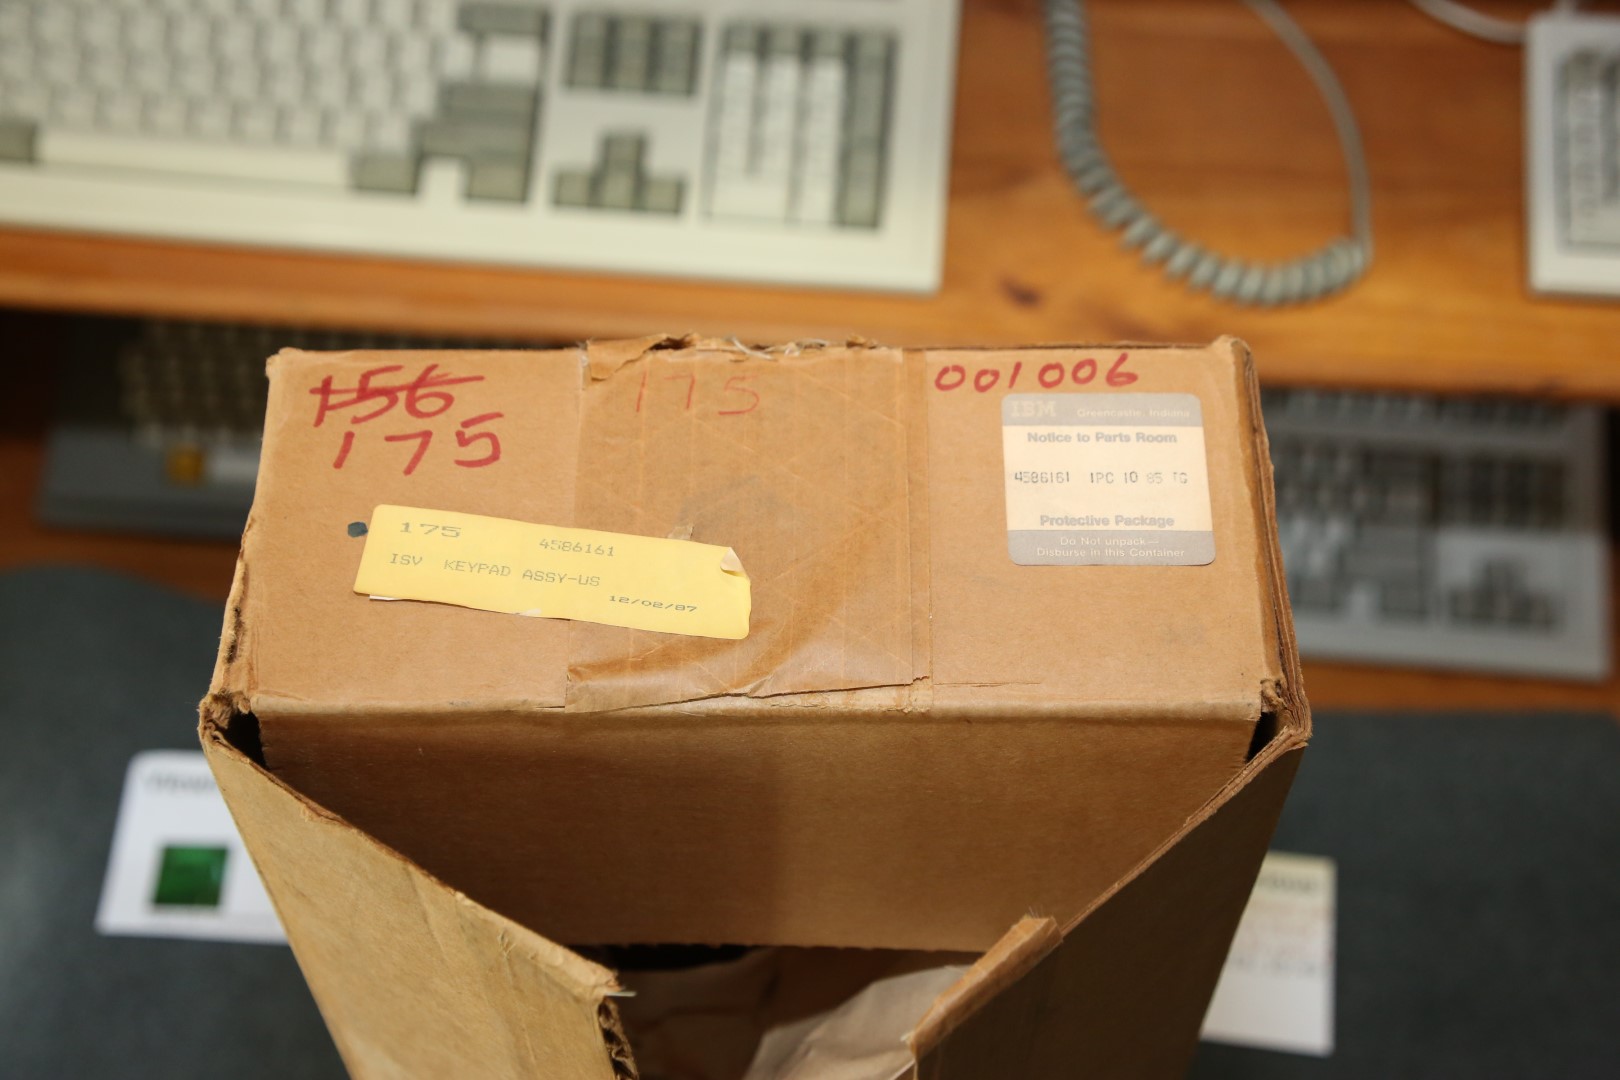 156
175
175
001006
IBM Greencastle, Indiana
Notice to Parts Room
4586161 1PC 10 85 TG
Protective Package
Do Not unpack—
Disburse in this Container
175 4586161
ISV KEYPAD ASSY-US
12/02/87